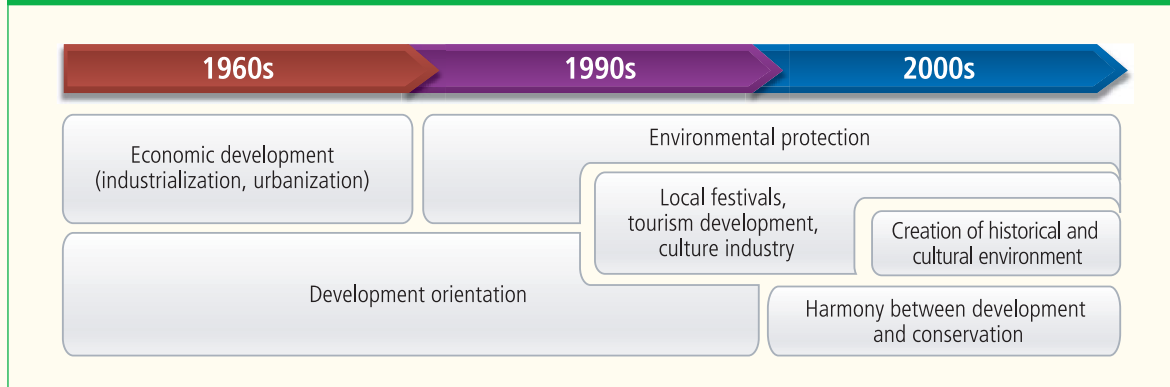 1960s
1990s
2000s
Economic development
(industrialization, urbanization)
Environmental protection
Local festivals,
tourism development,
culture industry
Creation of historical and
cultural environment
Development orientation
Harmony between development
and conservation